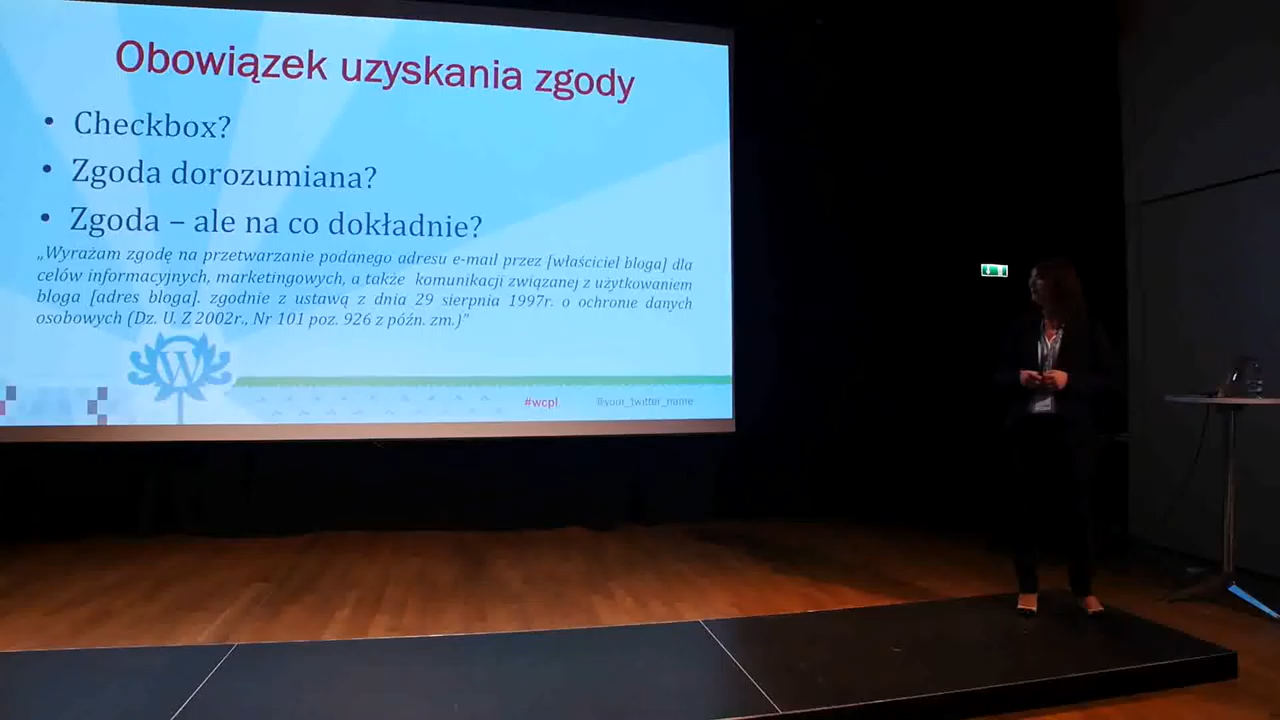 Obowiązek uzyskania zgody
• Checkbox?
• Zgoda dorozumiana?
• Zgoda – ale na co dokładnie?
„Wyrażam zgodę na przetwarzanie podanego adresu e-mail przez [właściciel bloga] dla
celów informacyjnych, marketingowych, a także komunikacji związanej z użytkowaniem
bloga [adres bloga]. zgodnie z ustawą z dnia 29 sierpnia 1997r. o ochronie danych
osobowych (Dz. U. Z 2002r., Nr 101 poz. 926 z późn. zm.)”
W
#wcpl @your_twitter_name